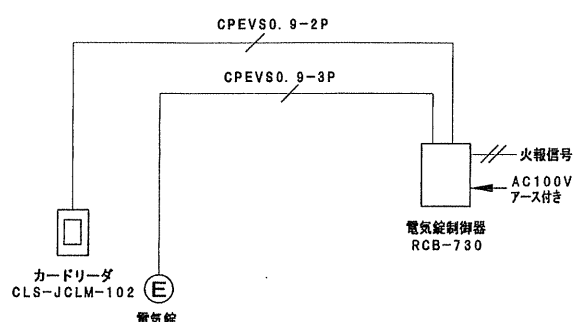 CPEVS0.9-2P
CPEVS0.9-3P
火報信号
AC100V
アース付き
電気錠制御器
RCB-730
カードリーダ
CLS-JCLM-102
E
電気錠